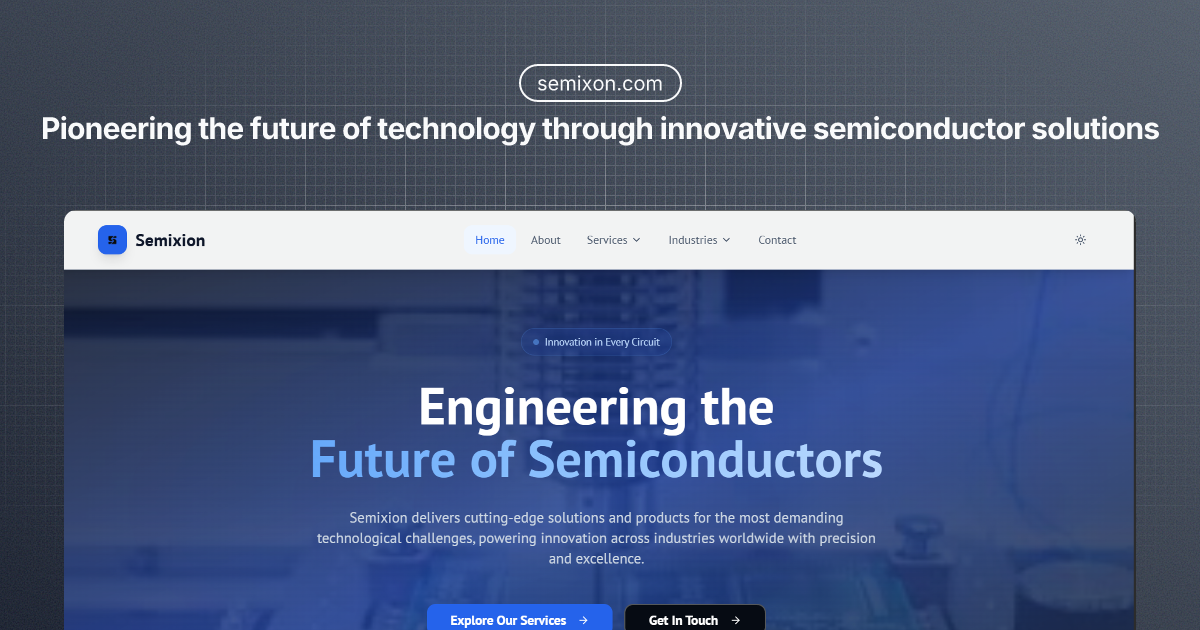 semixon.com
Pioneering the future of technology through innovative semiconductor solutions
Semixion
Home About Services Industries Contact
Innovation in Every Circuit
Engineering the
Future of Semiconductors
Semixion delivers cutting-edge solutions and products for the most demanding
technological challenges, powering innovation across industries worldwide with precision
and excellence.
Explore Our Services → Get In Touch →